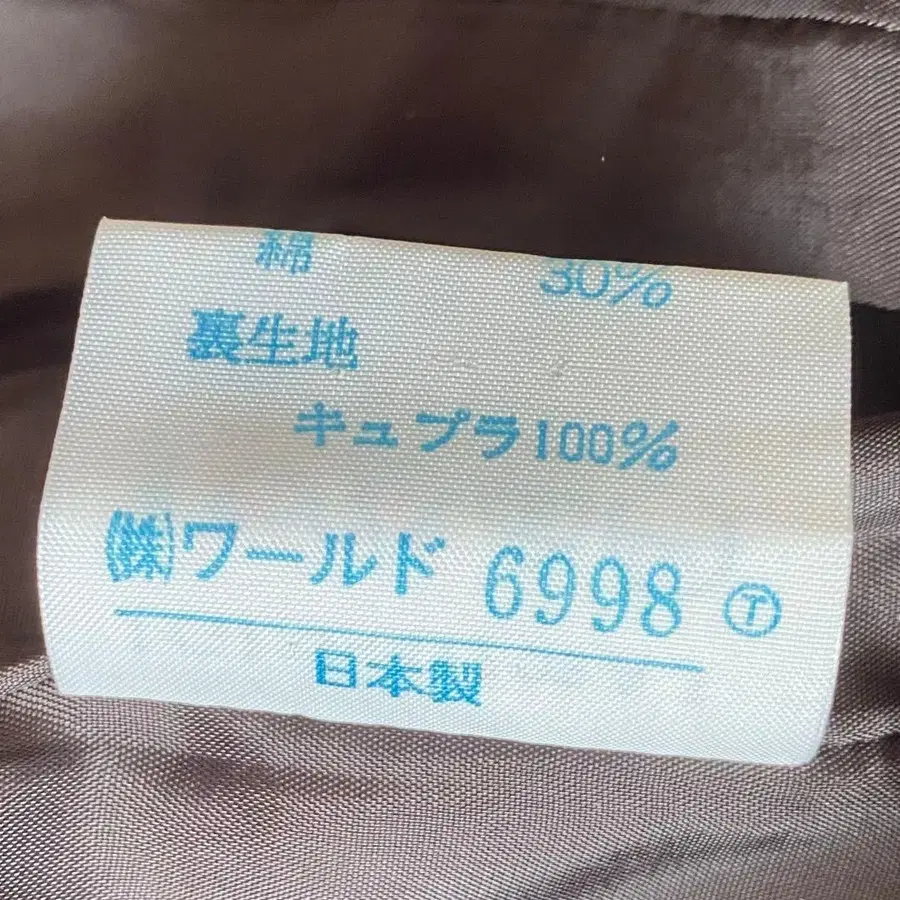 綿 30%
裏生地
キュプラ100%
㈱ワールド 6998 Ⓣ
日本製